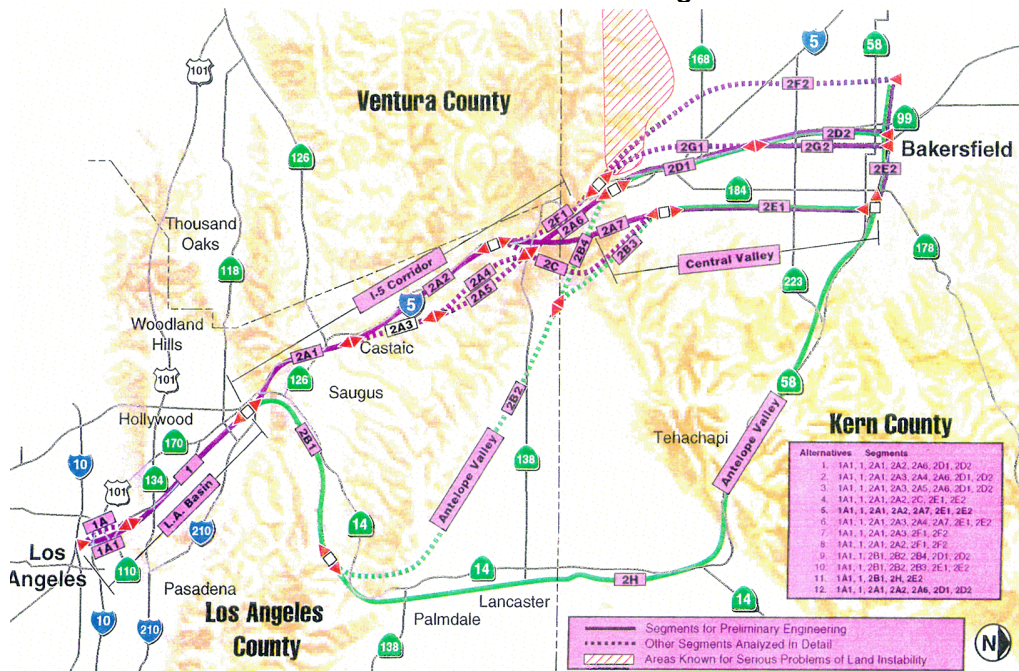 101
168
5
58
Ventura County
2F2
99
126
2G1
2G2
2D2
Bakersfield
2D1
2E2
184
2E1
Thousand
Oaks
2F1
2A6
2A7
2B4
2B3
2C
178
118
I-5 Corridor
2A2
2A4
2A5
Central Valley
223
5
2A3
Woodland
Hills
2A1
Castaic
101
126
Saugus
58
2B2
Hollywood
170
2B1
Antelope Valley
138
Tehachapi
Antelope Valley
Kern County
10
101
134
1
L.A. Basin
1A
1A1
210
14
Los
Angeles
110
Pasadena
14
2H
Lancaster
Palmdale
14
10
210
Los Angeles
County
138
Alternatives Segments
1. 1A1, 1, 2A1, 2A2, 2A6, 2D1, 2D2
2. 1A1, 1, 2A1, 2A3, 2A4, 2A6, 2D1, 2D2
3. 1A1, 1, 2A1, 2A3, 2A5, 2A6, 2D1, 2D2
4. 1A1, 1, 2A1, 2A2, 2C, 2E1, 2E2
5. 1A1, 1, 2A1, 2A2, 2A7, 2E1, 2E2
6. 1A1, 1, 2A1, 2A3, 2A4, 2A7, 2E1, 2E2
7. 1A1, 1, 2A1, 2A3, 2F1, 2F2
8. 1A1, 1, 2A1, 2A2, 2F1, 2F2
9. 1A1, 1, 2B1, 2B2, 2B4, 2D1, 2D2
10. 1A1, 1, 2B1, 2B2, 2B3, 2E1, 2E2
11. 1A1, 1, 2B1, 2H, 2E2
12. 1A1, 1, 2A1, 2A2, 2A6, 2D1, 2D2
Segments for Preliminary Engineering
Other Segments Analyzed in Detail
Areas Known for Serious Problems of Land Instability
N